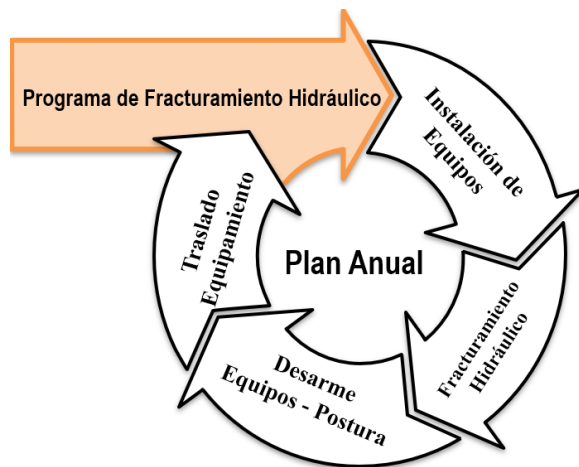 Programa de Fracturamiento Hidráulico
Instalación de
Equipos
Fracturamiento
Hidráulico
Desarme
Equipos - Postura
Traslado
Equipamiento
Plan Anual